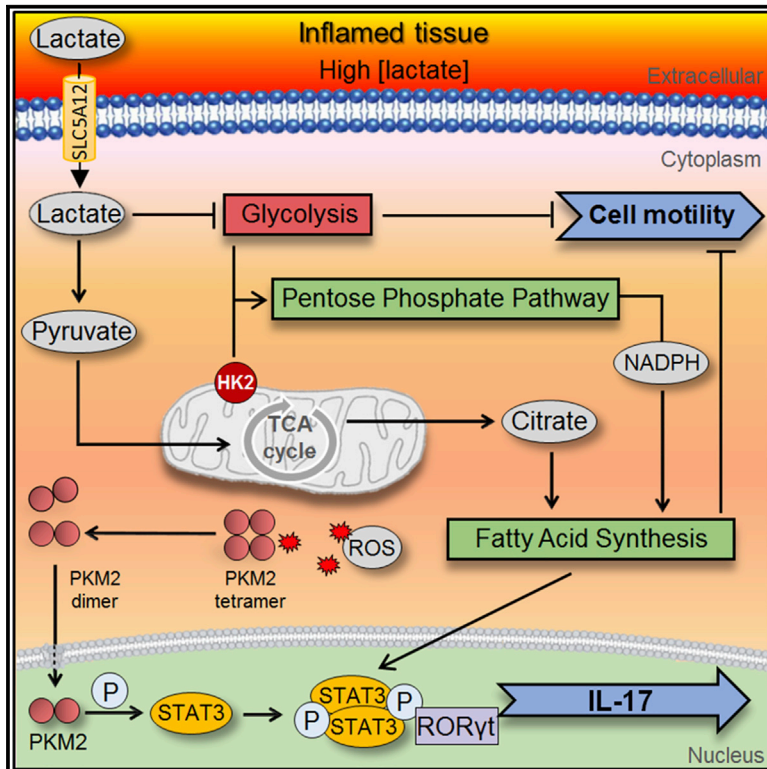 Inflamed tissue
Lactate
High [lactate]
Extracellular
SLC5A12
Cytoplasm
Lactate
Glycolysis
Cell motility
Pentose Phosphate Pathway
Pyruvate
NADPH
HK2
TCA
cycle
Citrate
Fatty Acid Synthesis
ROS
PKM2
dimer
PKM2
tetramer
P
STAT3
STAT3
P
P
STAT3
RORγt
IL-17
PKM2
Nucleus